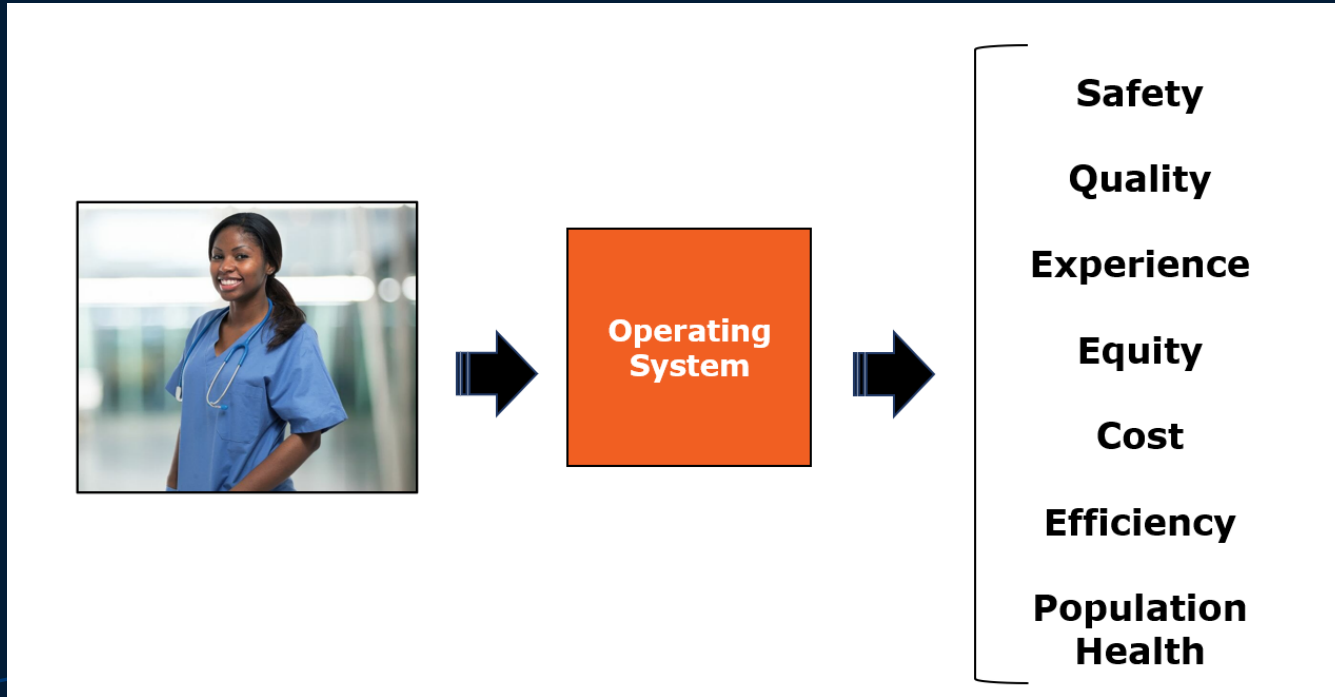 Safety
Quality
Experience
Operating
System
Equity
Cost
Efficiency
Population
Health